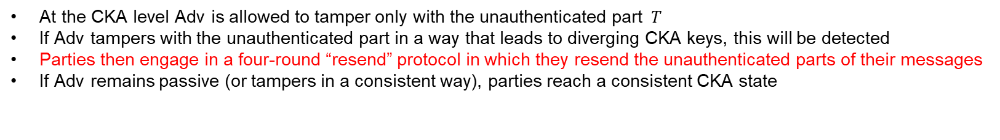 • At the CKA level Adv is allowed to tamper only with the unauthenticated part T
• If Adv tampers with the unauthenticated part in a way that leads to diverging CKA keys, this will be detected
• Parties then engage in a four-round “resend” protocol in which they resend the unauthenticated parts of their messages
• If Adv remains passive (or tampers in a consistent way), parties reach a consistent CKA state